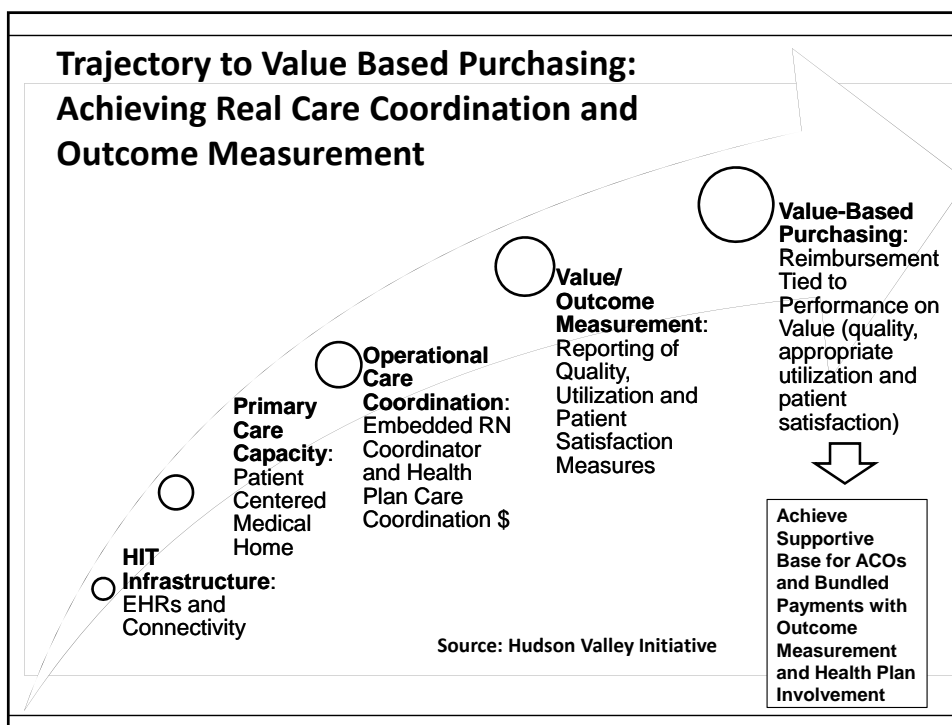 Trajectory to Value Based Purchasing:
Achieving Real Care Coordination and
Outcome Measurement
HIT
Infrastructure:
EHRs and
Connectivity
Primary
Care
Capacity:
Patient
Centered
Medical
Home
Operational
Care
Coordination:
Embedded RN
Coordinator
and Health
Plan Care
Coordination $
Value/
Outcome
Measurement:
Reporting of
Quality,
Utilization and
Patient
Satisfaction
Measures
Value-Based
Purchasing:
Reimbursement
Tied to
Performance on
Value (quality,
appropriate
utilization and
patient
satisfaction)
Achieve
Supportive
Base for ACOs
and Bundled
Payments with
Outcome
Measurement
and Health Plan
Involvement
Source: Hudson Valley Initiative